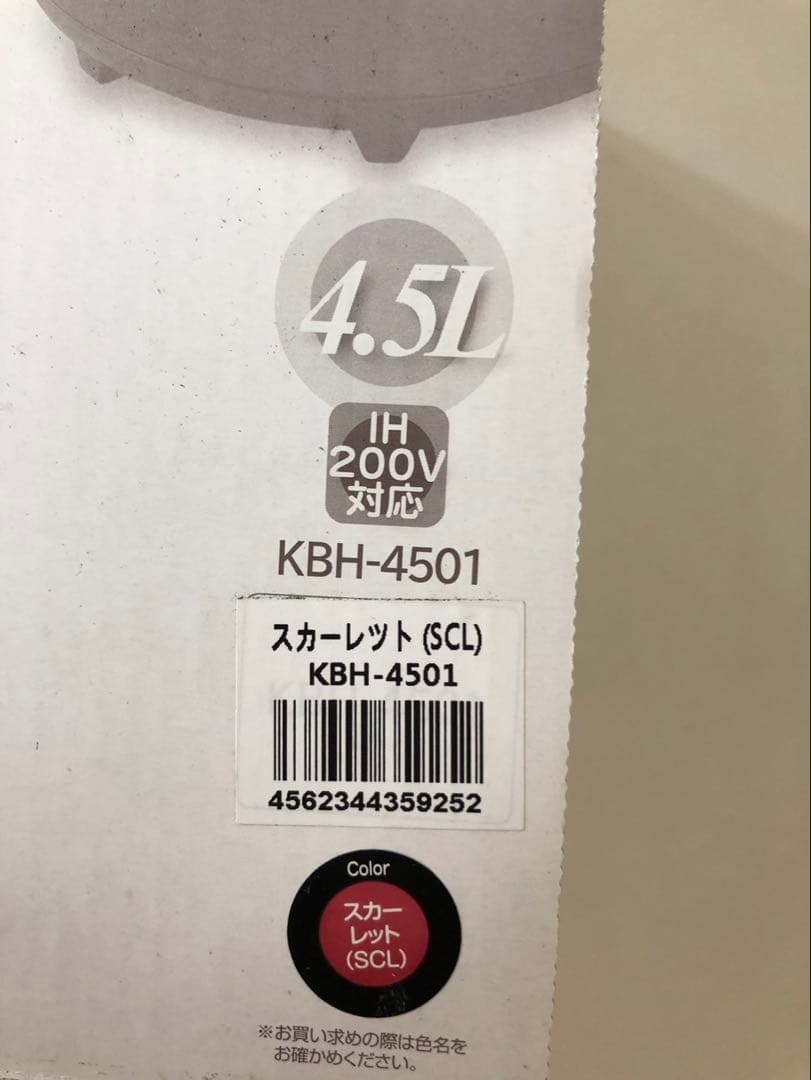 4.5L
IH
200V
対応
KBH-4501
スカーレツト (SCL)
KBH-4501
4562344359252
Color
スカー
レット
(SCL)
※お買い求めの際は色名を
お確かめください。